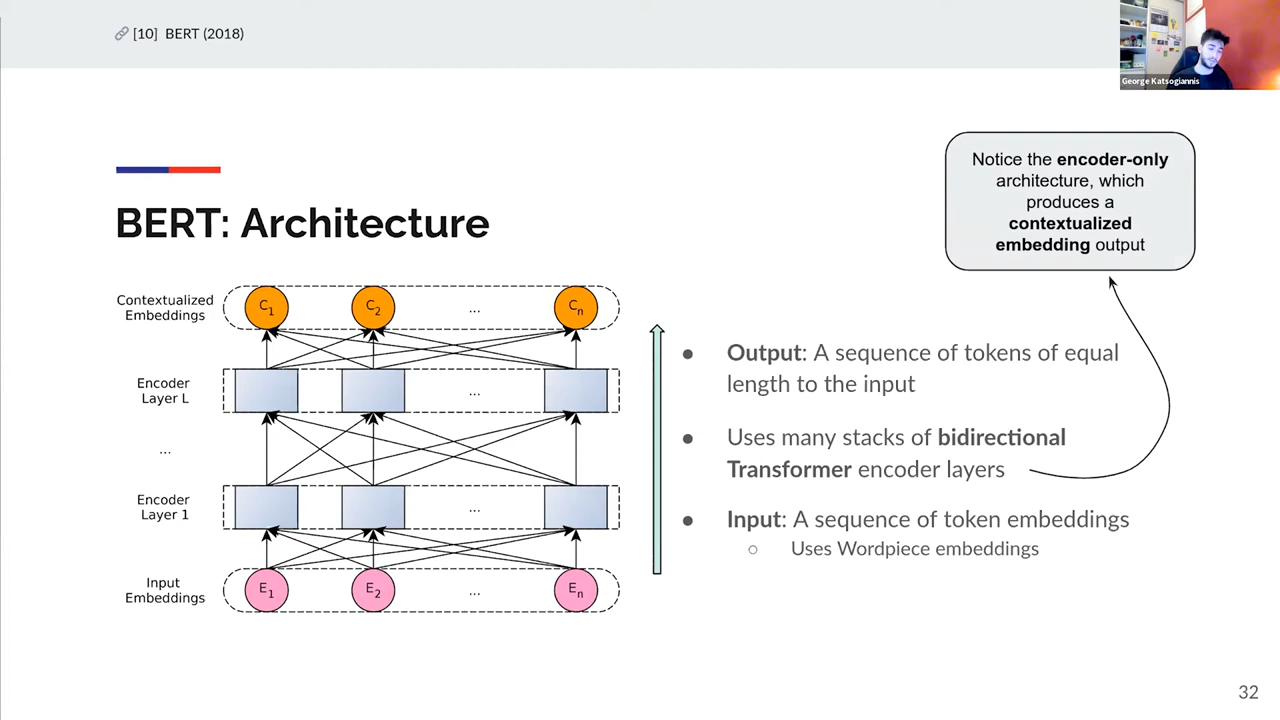 [10] BERT (2018)
George Katsogiannis
Notice the encoder-only
architecture, which
produces a
contextualized
embedding output
BERT: Architecture
Contextualized
Embeddings
C1 C2 ... Cn
Encoder
Layer L
...
...
Encoder
Layer 1
...
Input
Embeddings
E1 E2 ... En
● Output: A sequence of tokens of equal
length to the input
● Uses many stacks of bidirectional
Transformer encoder layers
● Input: A sequence of token embeddings
○ Uses Wordpiece embeddings
32